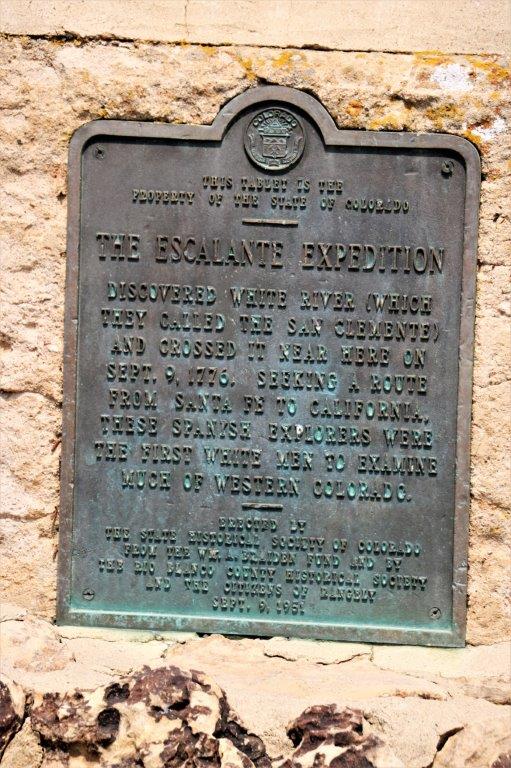 COLORADO
THIS TABLET IS THE
PROPERTY OF THE STATE OF COLORADO
THE ESCALANTE EXPEDITION
DISCOVERED WHITE RIVER (WHICH
THEY CALLED THE SAN CLEMENTE)
AND CROSSED IT NEAR HERE ON
SEPT. 9, 1776. SEEKING A ROUTE
FROM SANTA FE TO CALIFORNIA,
THESE SPANISH EXPLORERS WERE
THE FIRST WHITE MEN TO EXAMINE
MUCH OF WESTERN COLORADO.
ERECTED BY
THE STATE HISTORICAL SOCIETY OF COLORADO
FROM THE WM. FUND AND BY
THE RIO BLANCO COUNTY HISTORICAL SOCIETY
AND THE CITIZENS OF RANGELY
SEPT. 9,